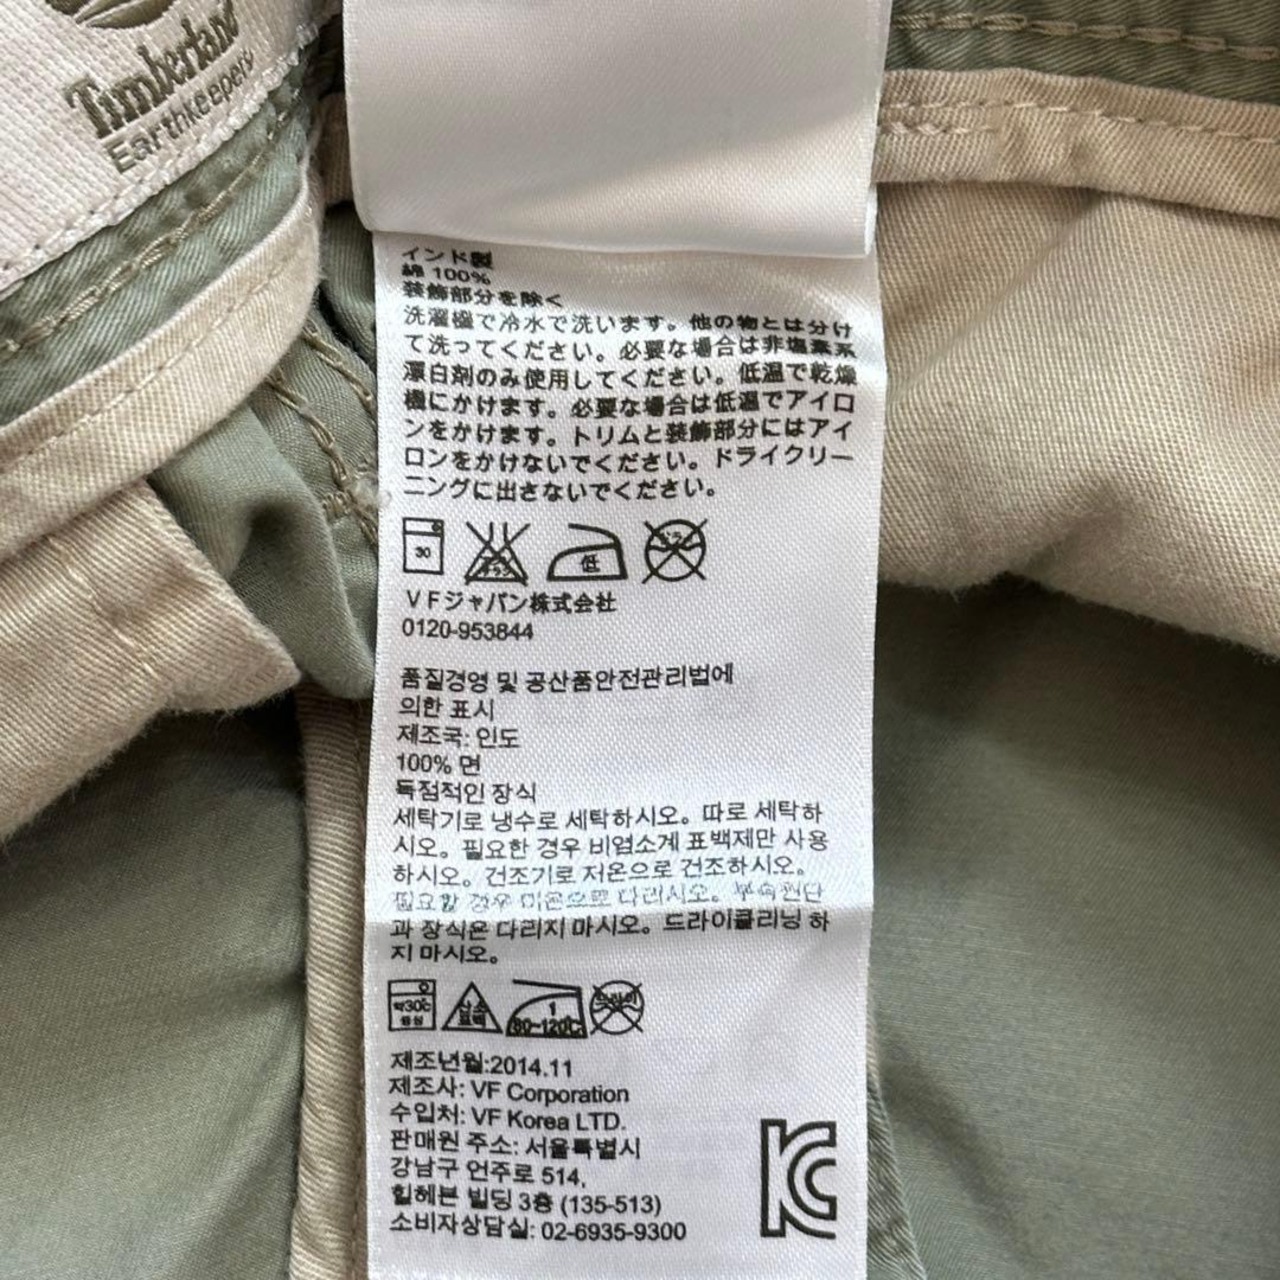 Timberland
Earthkeepers
インド製
綿 100%
装飾部分を除く
洗濯機で冷水で洗います。他の物とは分け
て洗ってください。必要な場合は非塩素系
漂白剤のみ使用してください。低温で乾燥
機にかけます。必要な場合は低温でアイロ
ンをかけます。トリムと装飾部分にはアイ
ロンをかけないでください。ドライクリー
ニングに出さないでください。
30
低
VFジャパン株式会社
0120-953844
품질경영 및 공산품안전관리법에
의한 표시
제조국: 인도
100% 면
독점적인 장식
세탁기로 냉수로 세탁하시오. 따로 세탁하
시오. 필요한 경우 비염소계 표백제만 사용
하시오. 건조기로 저온으로 건조하시오.
필요할 경우 미온으로 다리시오. 부속원단
과 장식은 다리지 마시오. 드라이클리닝 하
지 마시오.
약30℃
중성
산소
표백
1
80~120℃
드라이
제조년월:2014.11
제조사: VF Corporation
수입처: VF Korea LTD.
판매원 주소: 서울특별시
강남구 언주로 514,
힐헤븐 빌딩 3층 (135-513)
소비자상담실: 02-6935-9300
KC